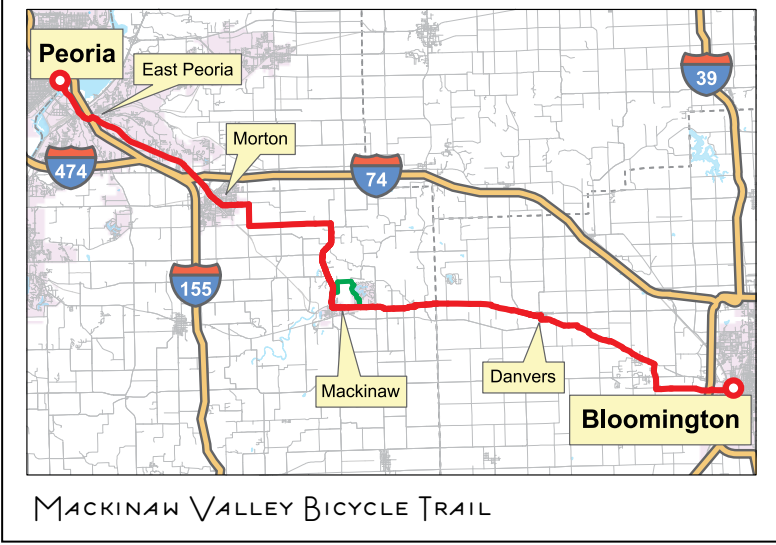 Peoria
East Peoria
39
Morton
474
74
155
Mackinaw
Danvers
Bloomington
Mackinaw Valley Bicycle Trail